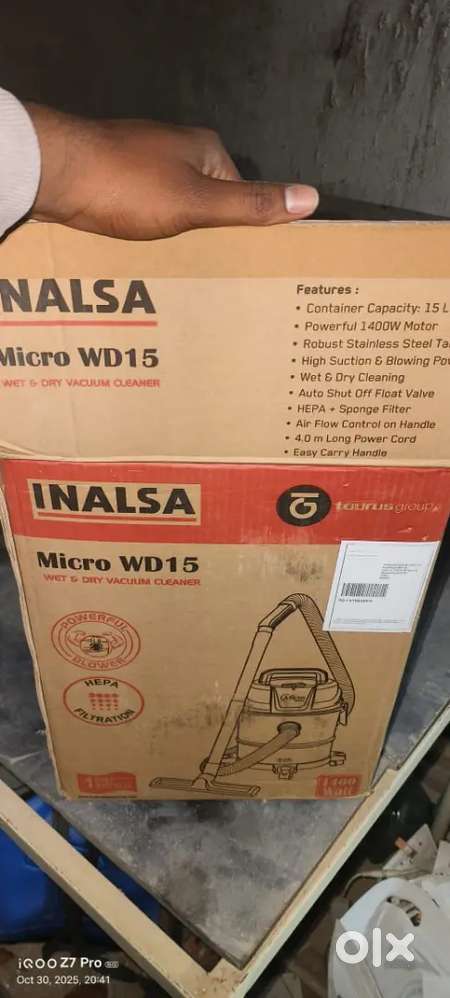 NALSA
Micro WD15
WET & DRY VACUUM CLEANER
Features :
• Container Capacity: 15 L
• Powerful 1400W Motor
• Robust Stainless Steel Ta
• High Suction & Blowing Pow
• Wet & Dry Cleaning
• Auto Shut Off Float Valve
• HEPA + Sponge Filter
• Air Flow Control on Handle
• 4.0 m Long Power Cord
• Easy Carry Handle
INALSA
taurusgroup
Micro WD15
WET & DRY VACUUM CLEANER
POWERFUL
BLOWER
HEPA
FILTRATION
1400
Watt
olx
iQOO Z7 Pro 5G
Oct 30, 2025, 20:41